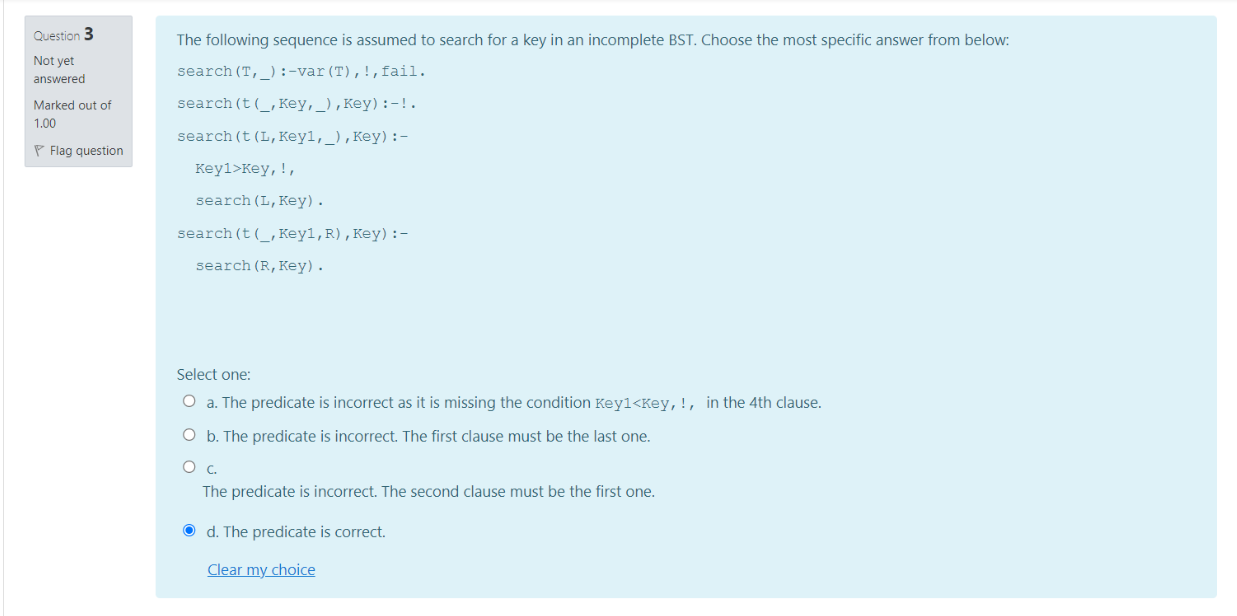 Question 3
Not yet
answered
Marked out of
1.00
Flag question
The following sequence is assumed to search for a key in an incomplete BST. Choose the most specific answer from below:
search(T,_):-var(T),!,fail.
search(t(_,Key,_),Key):-!.
search(t(L,Key1,_),Key):-
Key1>Key,!,
search(L,Key).
search(t(_,Key1,R),Key):-
search(R,Key).
Select one:
a. The predicate is incorrect as it is missing the condition Key1<Key,!, in the 4th clause.
b. The predicate is incorrect. The first clause must be the last one.
c.
The predicate is incorrect. The second clause must be the first one.
d. The predicate is correct.
Clear my choice